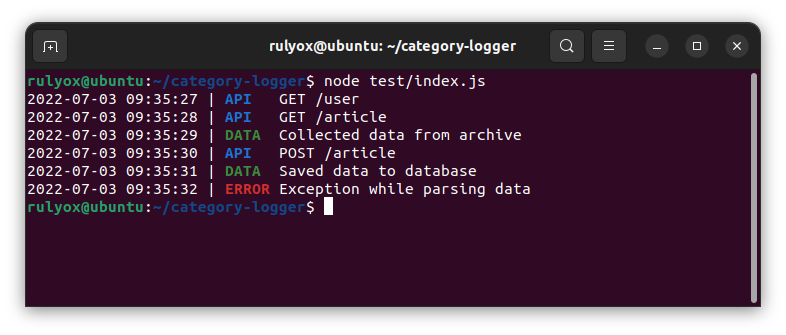 rulyox@ubuntu: ~/category-logger
rulyox@ubuntu:~/category-logger$ node test/index.js
2022-07-03 09:35:27 | API   GET /user
2022-07-03 09:35:28 | API   GET /article
2022-07-03 09:35:29 | DATA  Collected data from archive
2022-07-03 09:35:30 | API   POST /article
2022-07-03 09:35:31 | DATA  Saved data to database
2022-07-03 09:35:32 | ERROR Exception while parsing data
rulyox@ubuntu:~/category-logger$